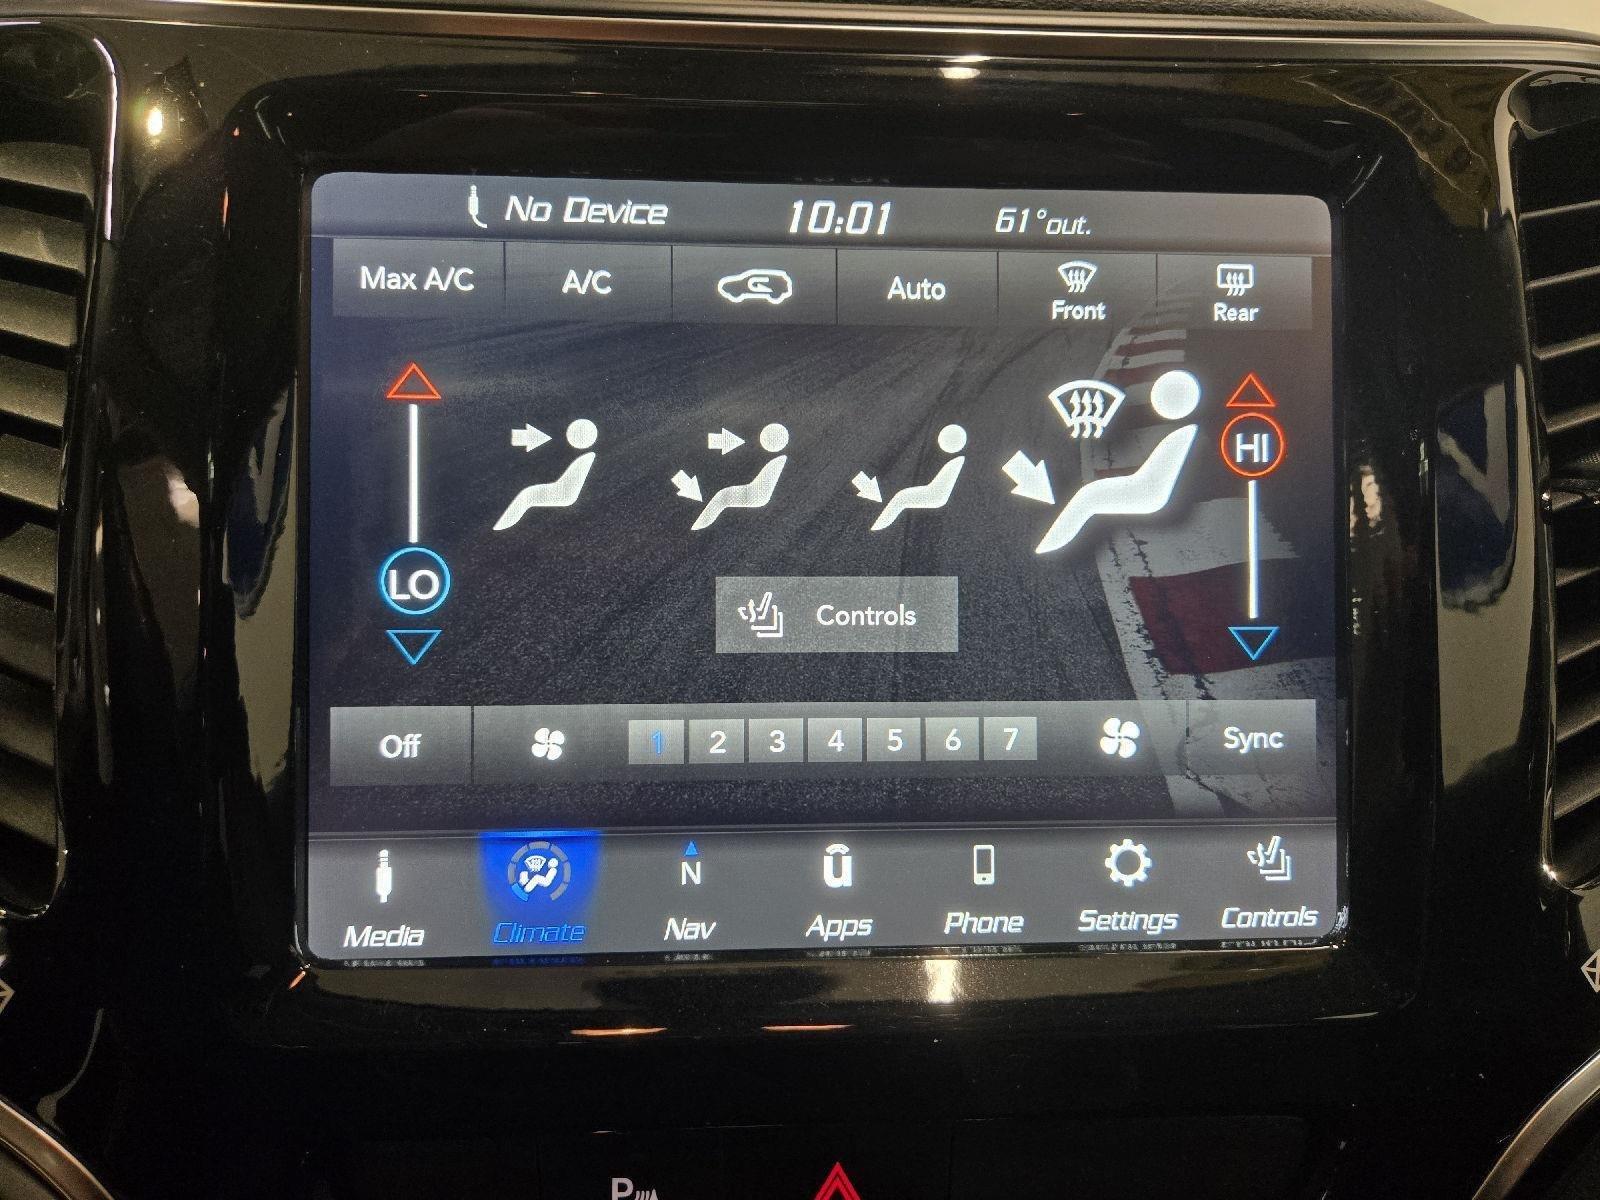 No Device 10:01 61° out.
Max A/C A/C Auto Front Rear
HI
LO
Controls
Off 1 2 3 4 5 6 7 Sync
N
Media Climate Nav Apps Phone Settings Controls
P